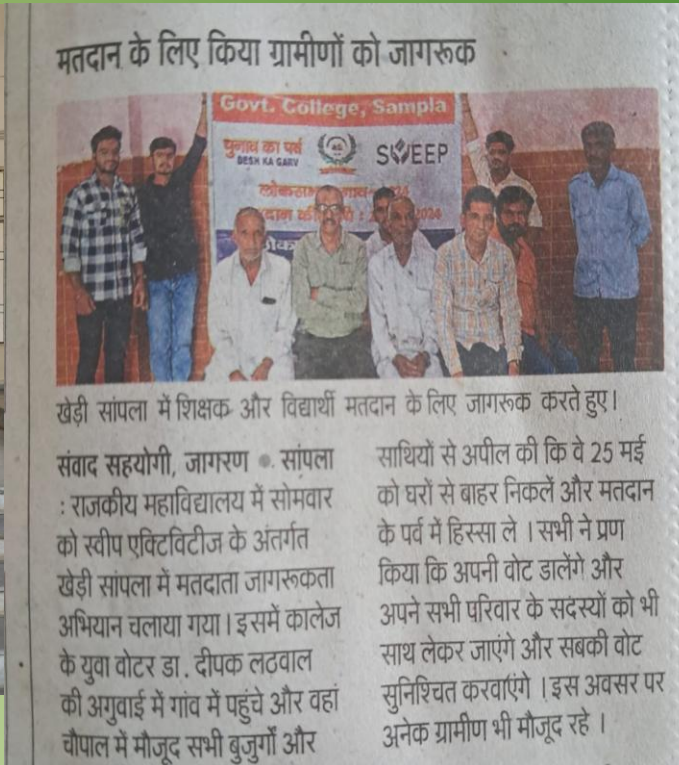 मतदान के लिए किया ग्रामीणों को जागरूक
Govt. College, Sampla
चुनाव का पर्व
DESH KA GARV
SWEEP
2024
खेड़ी सांपला में शिक्षक और विद्यार्थी मतदान के लिए जागरूक करते हुए।
संवाद सहयोगी, जागरण ● सांपला
: राजकीय महाविद्यालय में सोमवार
को स्वीप एक्टिविटीज के अंतर्गत
खेड़ी सांपला में मतदाता जागरूकता
अभियान चलाया गया। इसमें कालेज
के युवा वोटर डा. दीपक लठवाल
की अगुवाई में गांव में पहुंचे और वहां
चौपाल में मौजूद सभी बुजुर्गों और
साथियों से अपील की कि वे 25 मई
को घरों से बाहर निकलें और मतदान
के पर्व में हिस्सा ले। सभी ने प्रण
किया कि अपनी वोट डालेंगे और
अपने सभी परिवार के सदस्यों को भी
साथ लेकर जाएंगे और सबकी वोट
सुनिश्चित करवाएंगे। इस अवसर पर
अनेक ग्रामीण भी मौजूद रहे।